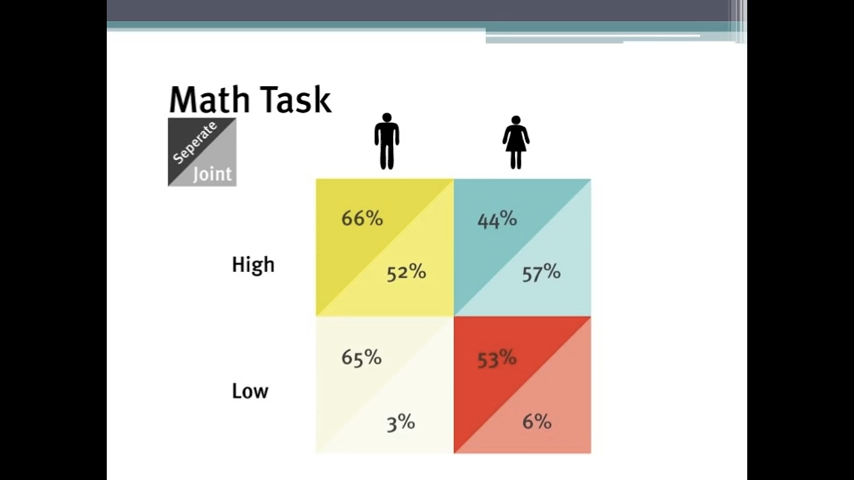 Math Task
Seperate
Joint
66%
44%
High
52%
57%
65%
53%
Low
3%
6%